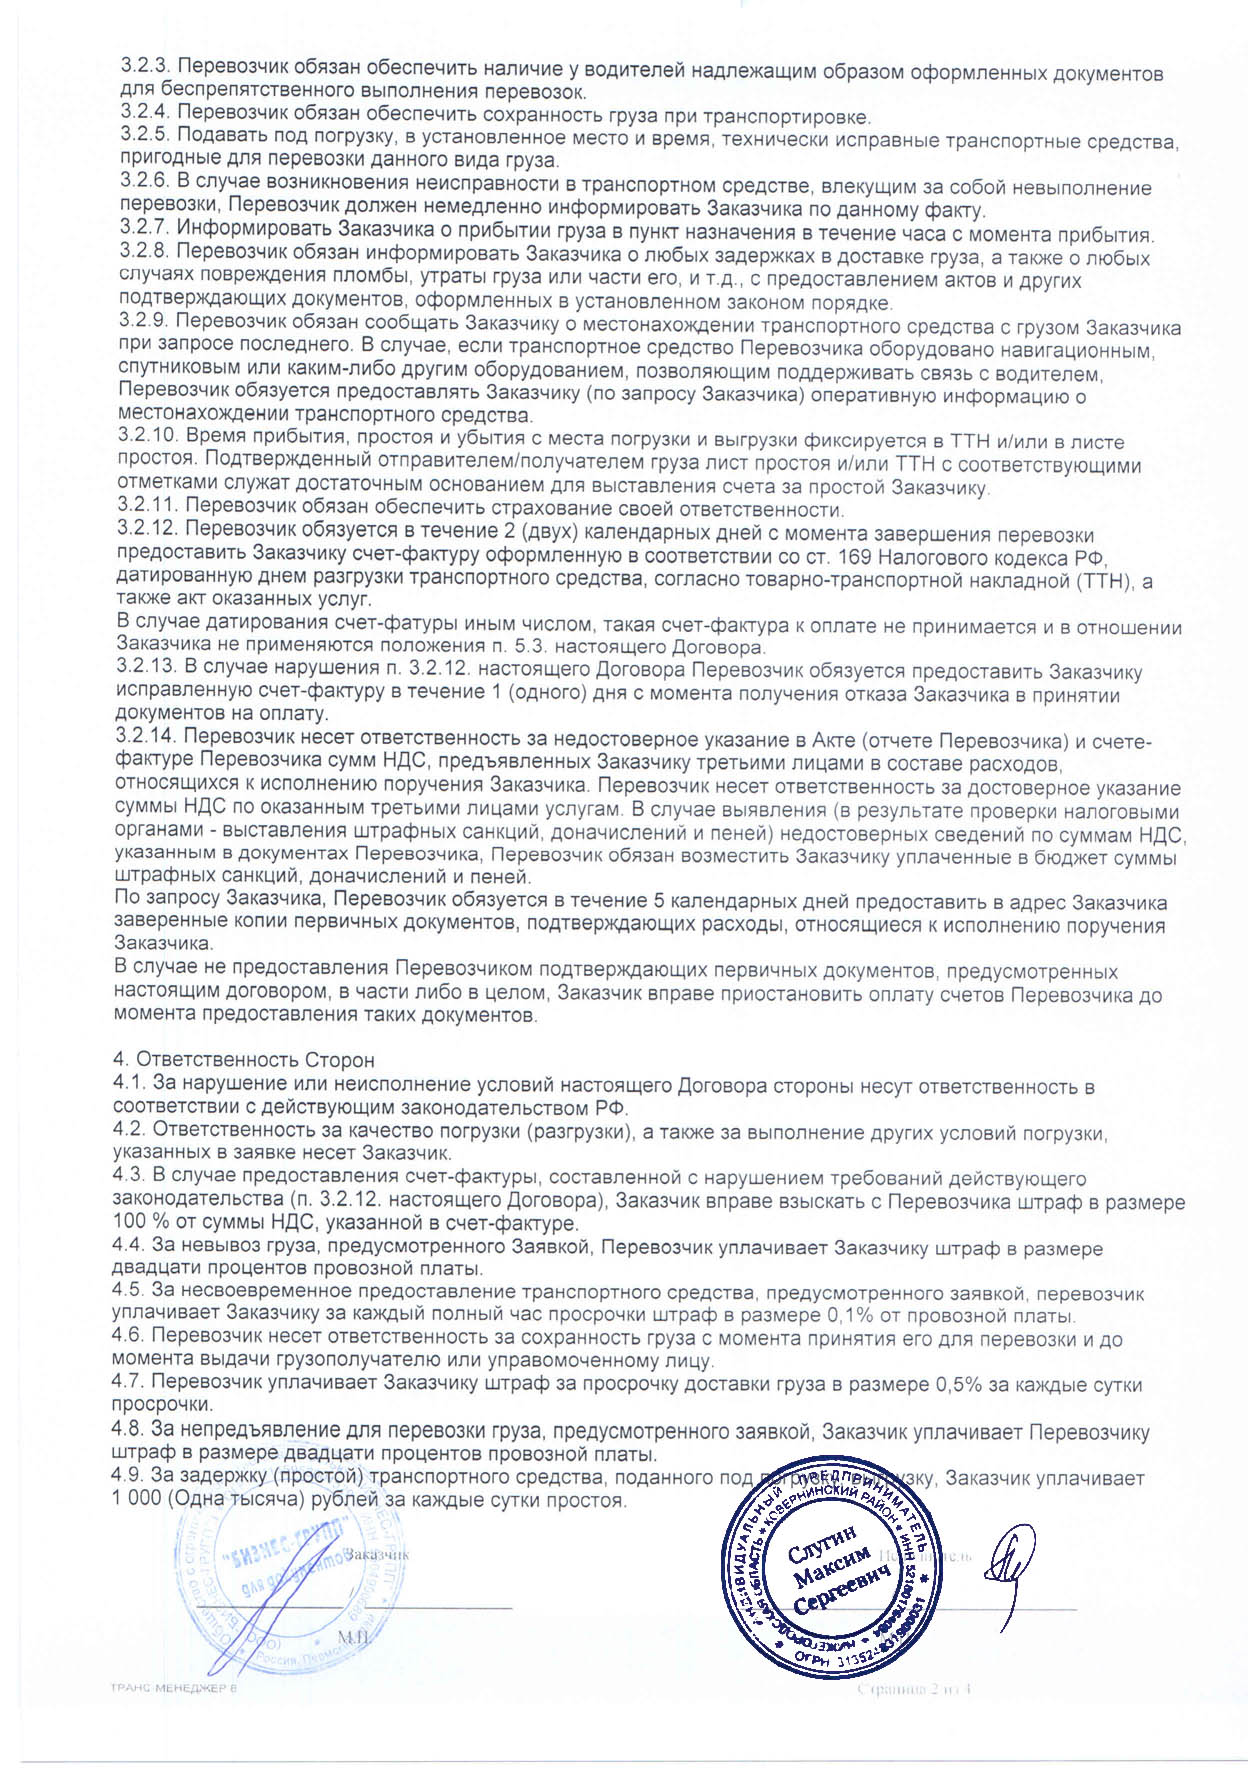 3.2.3. Перевозчик обязан обеспечить наличие у водителей надлежащим образом оформленных документов
для беспрепятственного выполнения перевозок.
3.2.4. Перевозчик обязан обеспечить сохранность груза при транспортировке.
3.2.5. Подавать под погрузку, в установленное место и время, технически исправные транспортные средства,
пригодные для перевозки данного вида груза.
3.2.6. В случае возникновения неисправности в транспортном средстве, влекущим за собой невыполнение
перевозки, Перевозчик должен немедленно информировать Заказчика по данному факту.
3.2.7. Информировать Заказчика о прибытии груза в пункт назначения в течение часа с момента прибытия.
3.2.8. Перевозчик обязан информировать Заказчика о любых задержках в доставке груза, а также о любых
случаях повреждения пломбы, утраты груза или части его, и т.д., с предоставлением актов и других
подтверждающих документов, оформленных в установленном законом порядке.
3.2.9. Перевозчик обязан сообщать Заказчику о местонахождении транспортного средства с грузом Заказчика
при запросе последнего. В случае, если транспортное средство Перевозчика оборудовано навигационным,
спутниковым или каким-либо другим оборудованием, позволяющим поддерживать связь с водителем,
Перевозчик обязуется предоставлять Заказчику (по запросу Заказчика) оперативную информацию о
местонахождении транспортного средства.
3.2.10. Время прибытия, простоя и убытия с места погрузки и выгрузки фиксируется в ТТН и/или в листе
простоя. Подтвержденный отправителем/получателем груза лист простоя и/или ТТН с соответствующими
отметками служат достаточным основанием для выставления счета за простой Заказчику.
3.2.11. Перевозчик обязан обеспечить страхование своей ответственности.
3.2.12. Перевозчик обязуется в течение 2 (двух) календарных дней с момента завершения перевозки
предоставить Заказчику счет-фактуру оформленную в соответствии со ст. 169 Налогового кодекса РФ,
датированную днем разгрузки транспортного средства, согласно товарно-транспортной накладной (ТТН), а
также акт оказанных услуг.
В случае датирования счет-фатуры иным числом, такая счет-фактура к оплате не принимается и в отношении
Заказчика не применяются положения п. 5.3. настоящего Договора.
3.2.13. В случае нарушения п. 3.2.12. настоящего Договора Перевозчик обязуется предоставить Заказчику
исправленную счет-фактуру в течение 1 (одного) дня с момента получения отказа Заказчика в принятии
документов на оплату.
3.2.14. Перевозчик несет ответственность за недостоверное указание в Акте (отчете Перевозчика) и счете-
фактуре Перевозчика сумм НДС, предъявленных Заказчику третьими лицами в составе расходов,
относящихся к исполнению поручения Заказчика. Перевозчик несет ответственность за достоверное указание
суммы НДС по оказанным третьими лицами услугам. В случае выявления (в результате проверки налоговыми
органами - выставления штрафных санкций, доначислений и пеней) недостоверных сведений по суммам НДС,
указанным в документах Перевозчика, Перевозчик обязан возместить Заказчику уплаченные в бюджет суммы
штрафных санкций, доначислений и пеней.
По запросу Заказчика, Перевозчик обязуется в течение 5 календарных дней предоставить в адрес Заказчика
заверенные копии первичных документов, подтверждающих расходы, относящиеся к исполнению поручения
Заказчика.
В случае не предоставления Перевозчиком подтверждающих первичных документов, предусмотренных
настоящим договором, в части либо в целом, Заказчик вправе приостановить оплату счетов Перевозчика до
момента предоставления таких документов.
4. Ответственность Сторон
4.1. За нарушение или неисполнение условий настоящего Договора стороны несут ответственность в
соответствии с действующим законодательством РФ.
4.2. Ответственность за качество погрузки (разгрузки), а также за выполнение других условий погрузки,
указанных в заявке несет Заказчик.
4.3. В случае предоставления счет-фактуры, составленной с нарушением требований действующего
законодательства (п. 3.2.12. настоящего Договора), Заказчик вправе взыскать с Перевозчика штраф в размере
100 % от суммы НДС, указанной в счет-фактуре.
4.4. За невывоз груза, предусмотренного Заявкой, Перевозчик уплачивает Заказчику штраф в размере
двадцати процентов провозной платы.
4.5. За несвоевременное предоставление транспортного средства, предусмотренного заявкой, перевозчик
уплачивает Заказчику за каждый полный час просрочки штраф в размере 0,1% от провозной платы.
4.6. Перевозчик несет ответственность за сохранность груза с момента принятия его для перевозки и до
момента выдачи грузополучателю или управомоченному лицу.
4.7. Перевозчик уплачивает Заказчику штраф за просрочку доставки груза в размере 0,5% за каждые сутки
просрочки.
4.8. За непредъявление для перевозки груза, предусмотренного заявкой, Заказчик уплачивает Перевозчику
штраф в размере двадцати процентов провозной платы.
4.9. За задержку (простой) транспортного средства, поданного под погрузку, выгрузку, Заказчик уплачивает
1 000 (Одна тысяча) рублей за каждые сутки простоя.
Заказчик
"БИЗНЕС-ГРУПП"
для документов
М.П.
ИНДИВИДУАЛЬНЫЙ ПРЕДПРИНИМАТЕЛЬ
НИЖЕГОРОДСКАЯ ОБЛАСТЬ * КОВЕРНИНСКИЙ РАЙОН
Слугин
Максим
Сергеевич
ТРАНС-МЕНЕДЖЕР 8
Страница 2 из 4